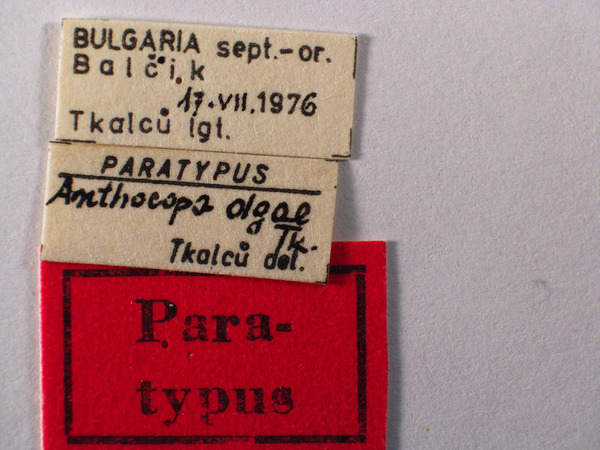 BULGARIA sept.-or.
Balčik
17.VII.1976
Tkalců lgt.
PARATYPUS
Anthocopa olgae
Tk.
Tkalců det.
Para-
typus